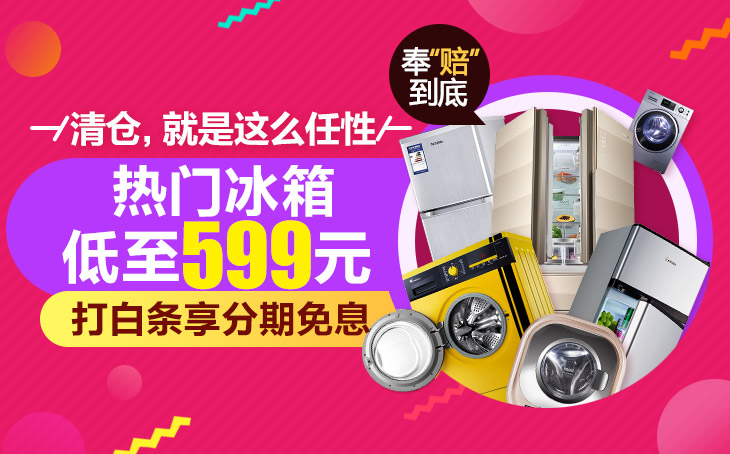 奉“赔”
到底
清仓,就是这么任性
热门冰箱
低至599元
打白条享分期免息